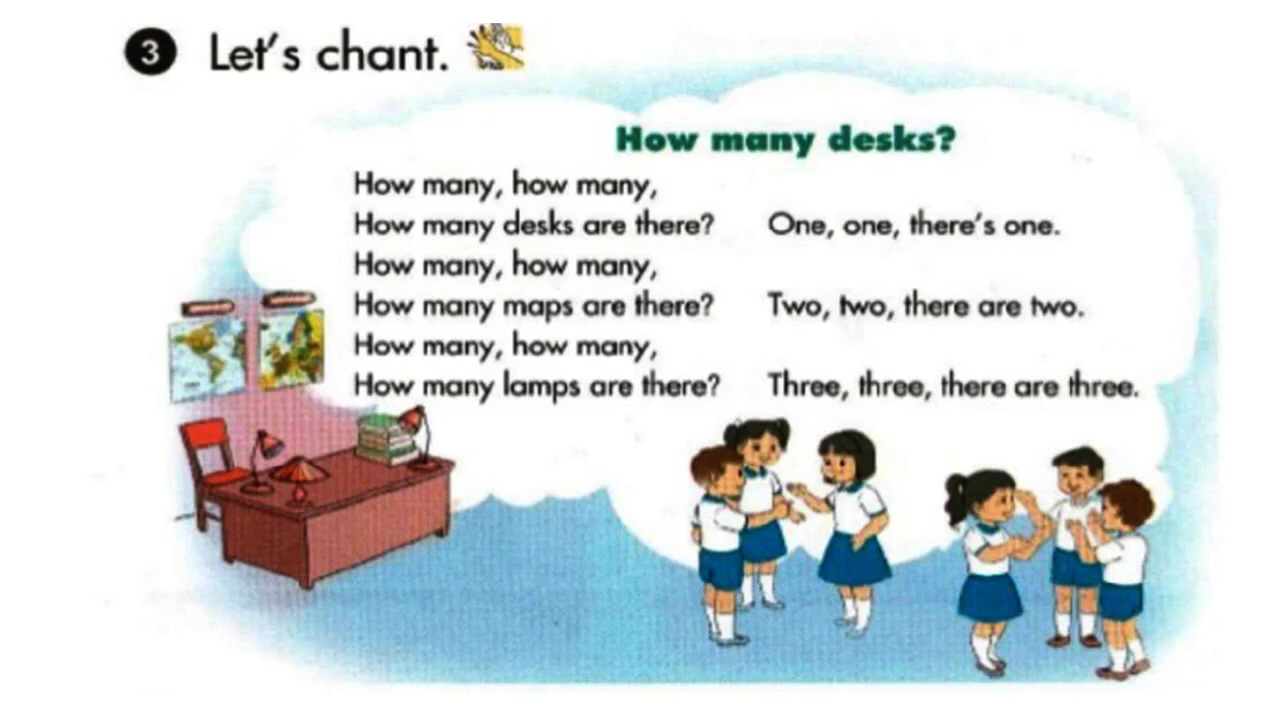 3 Let's chant.
How many desks?
How many, how many,
How many desks are there? One, one, there's one.
How many, how many,
How many maps are there? Two, two, there are two.
How many, how many,
How many lamps are there? Three, three, there are three.